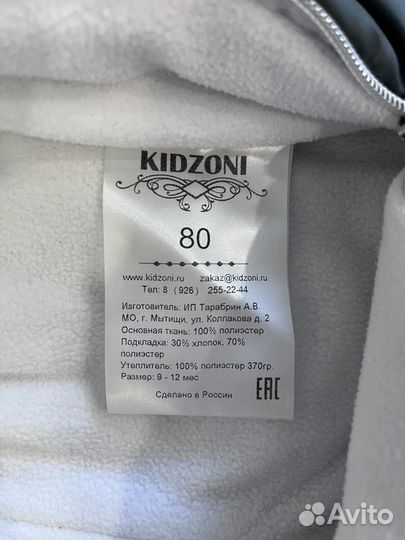 KIDZONI
80
www.kidzoni.ru zakaz@kidzoni.ru
Тел: 8 (926) 255-22-44
Изготовитель: ИП Тарабрин А.В.
МО, г. Мытищи, ул. Колпакова д. 2
Основная ткань: 100% полиэстер
Подкладка: 30% хлопок, 70%
полиэстер
Утеплитель: 100% полиэстер 370гр.
Размер: 9 - 12 мес
Сделано в России
EAC
Avito